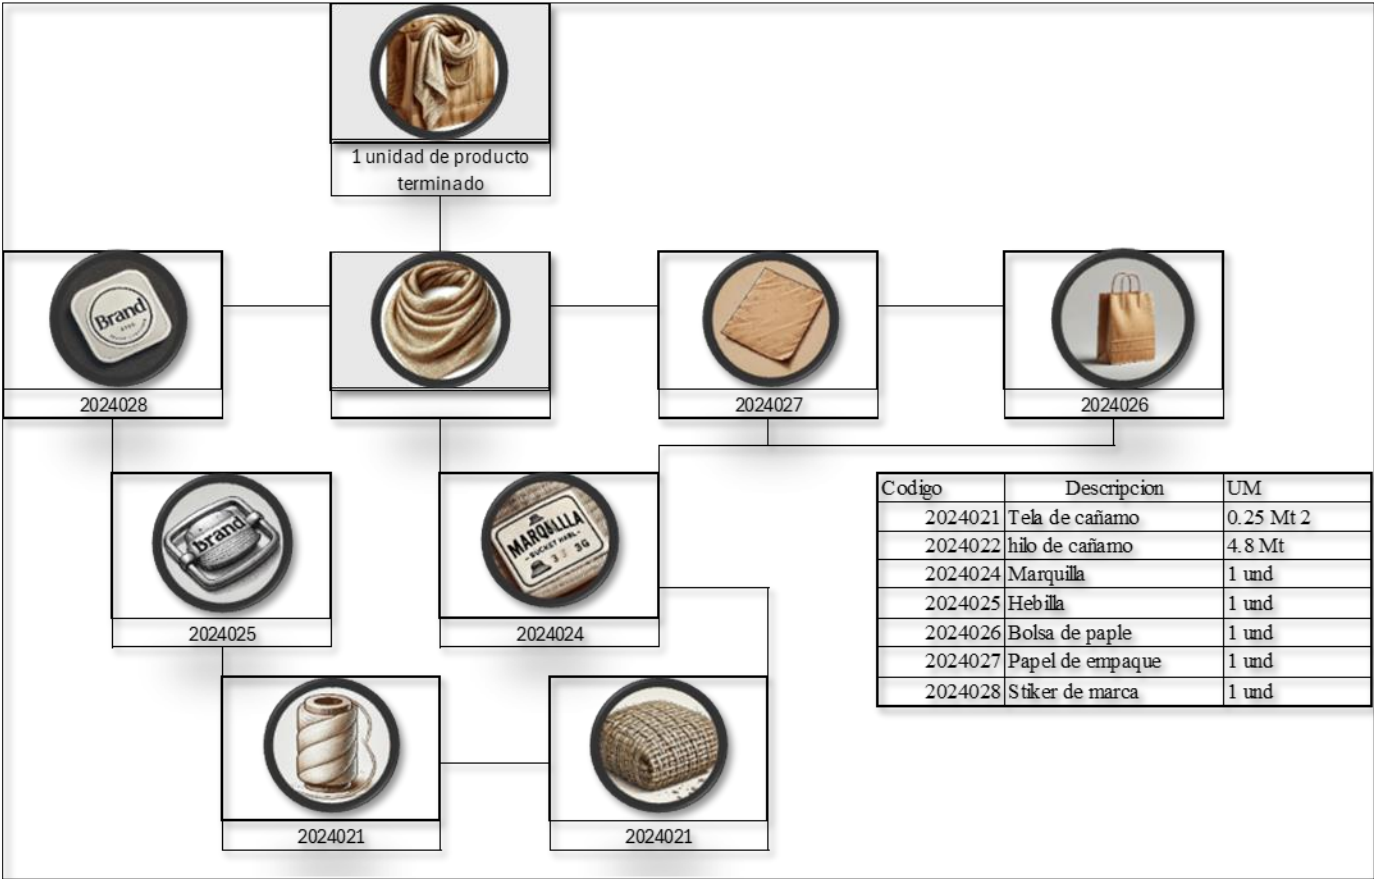 1 unidad de producto
terminado
Brand
2024028
2024027
2024026
brand
2024025
MARQUILLA
2024024
Codigo Descripcion UM
2024021 Tela de cañamo 0.25 Mt 2
2024022 hilo de cañamo 4.8 Mt
2024024 Marquilla 1 und
2024025 Hebilla 1 und
2024026 Bolsa de paple 1 und
2024027 Papel de empaque 1 und
2024028 Stiker de marca 1 und
2024021
2024021